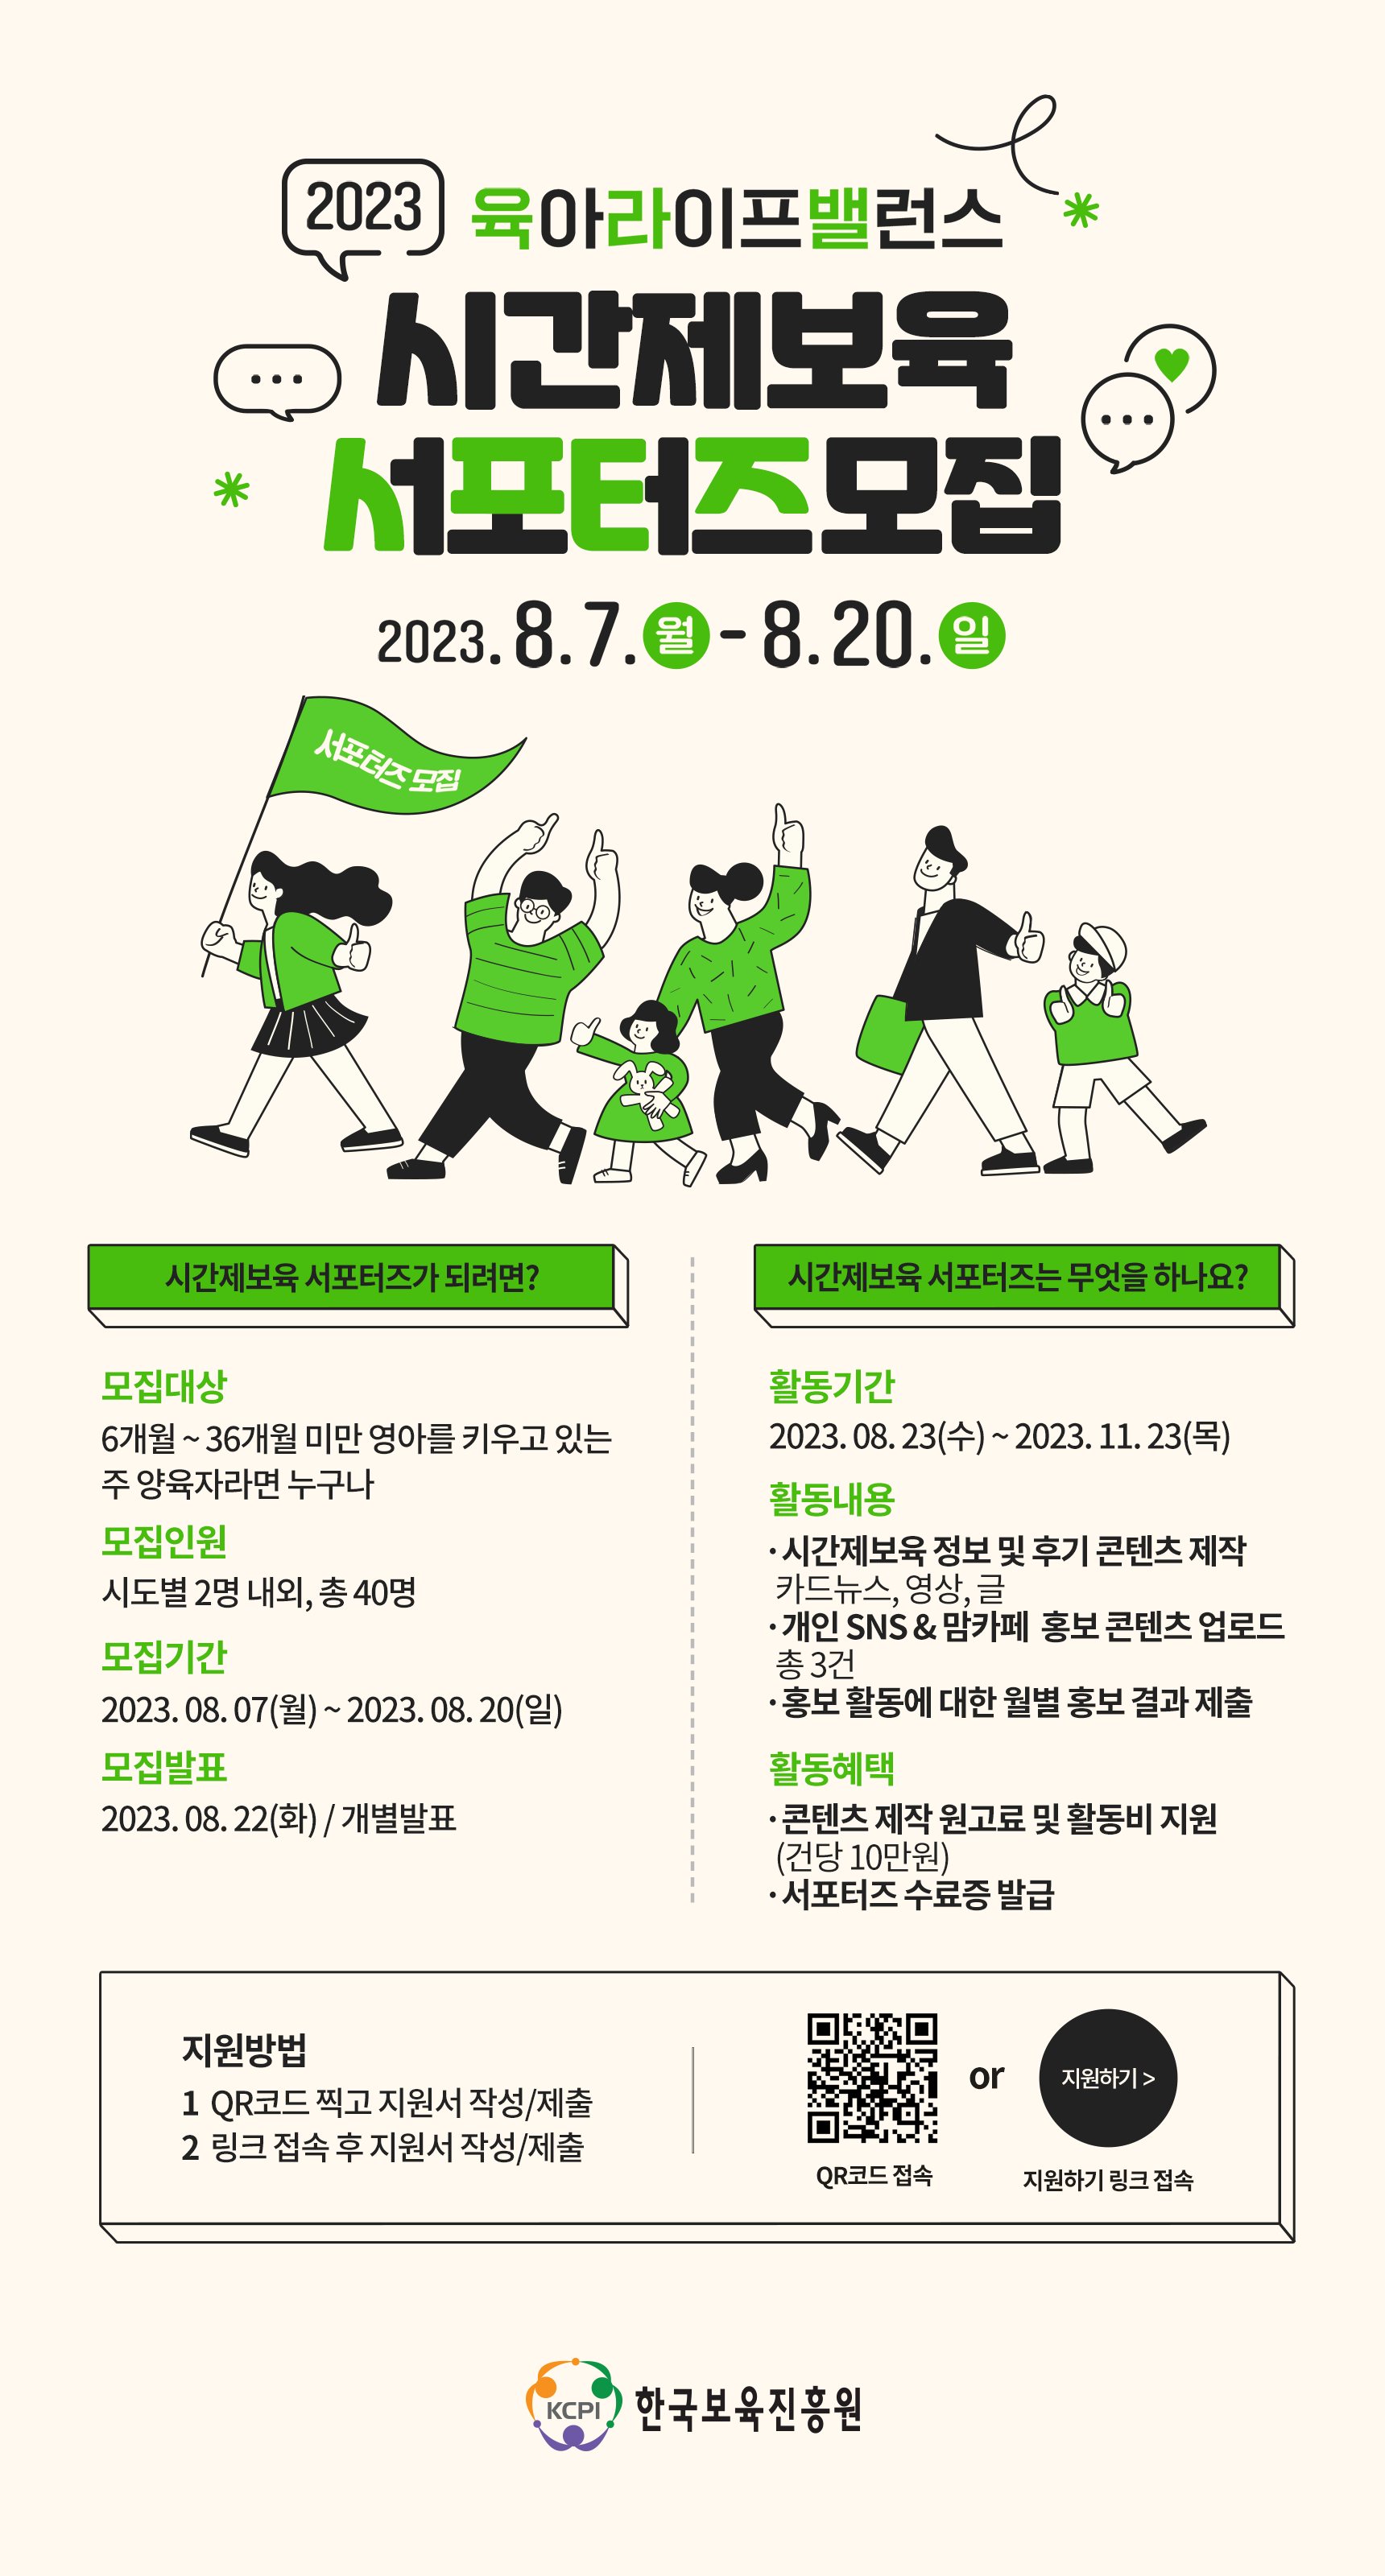 2023
육아라이프밸런스
시간제보육
서포터즈모집
2023. 8. 7. 월 - 8. 20. 일
서포터즈 모집
시간제보육 서포터즈가 되려면?
모집대상
6개월 ~ 36개월 미만 영아를 키우고 있는
주 양육자라면 누구나
모집인원
시도별 2명 내외, 총 40명
모집기간
2023. 08. 07(월) ~ 2023. 08. 20(일)
모집발표
2023. 08. 22(화) / 개별발표
시간제보육 서포터즈는 무엇을 하나요?
활동기간
2023. 08. 23(수) ~ 2023. 11. 23(목)
활동내용
· 시간제보육 정보 및 후기 콘텐츠 제작
카드뉴스, 영상, 글
· 개인 SNS & 맘카페 홍보 콘텐츠 업로드
총 3건
· 홍보 활동에 대한 월별 홍보 결과 제출
활동혜택
· 콘텐츠 제작 원고료 및 활동비 지원
(건당 10만원)
· 서포터즈 수료증 발급
지원방법
1 QR코드 찍고 지원서 작성/제출
2 링크 접속 후 지원서 작성/제출
QR코드 접속
or
지원하기 >
지원하기 링크 접속
KCPI
한국보육진흥원